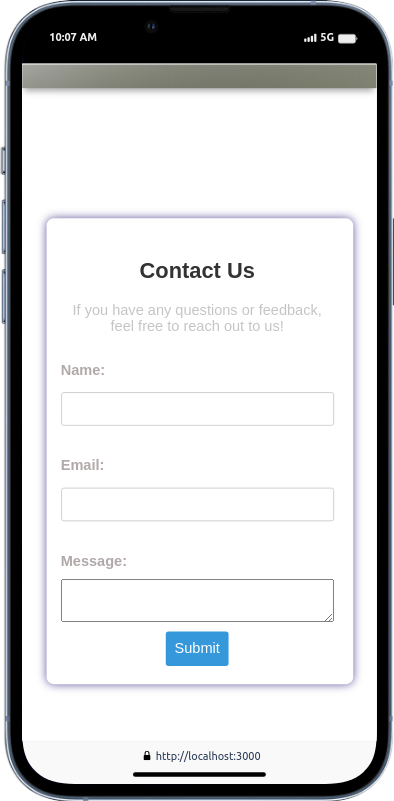 10:07 AM 5G
Contact Us
If you have any questions or feedback,
feel free to reach out to us!
Name:
Email:
Message:
Submit
http://localhost:3000